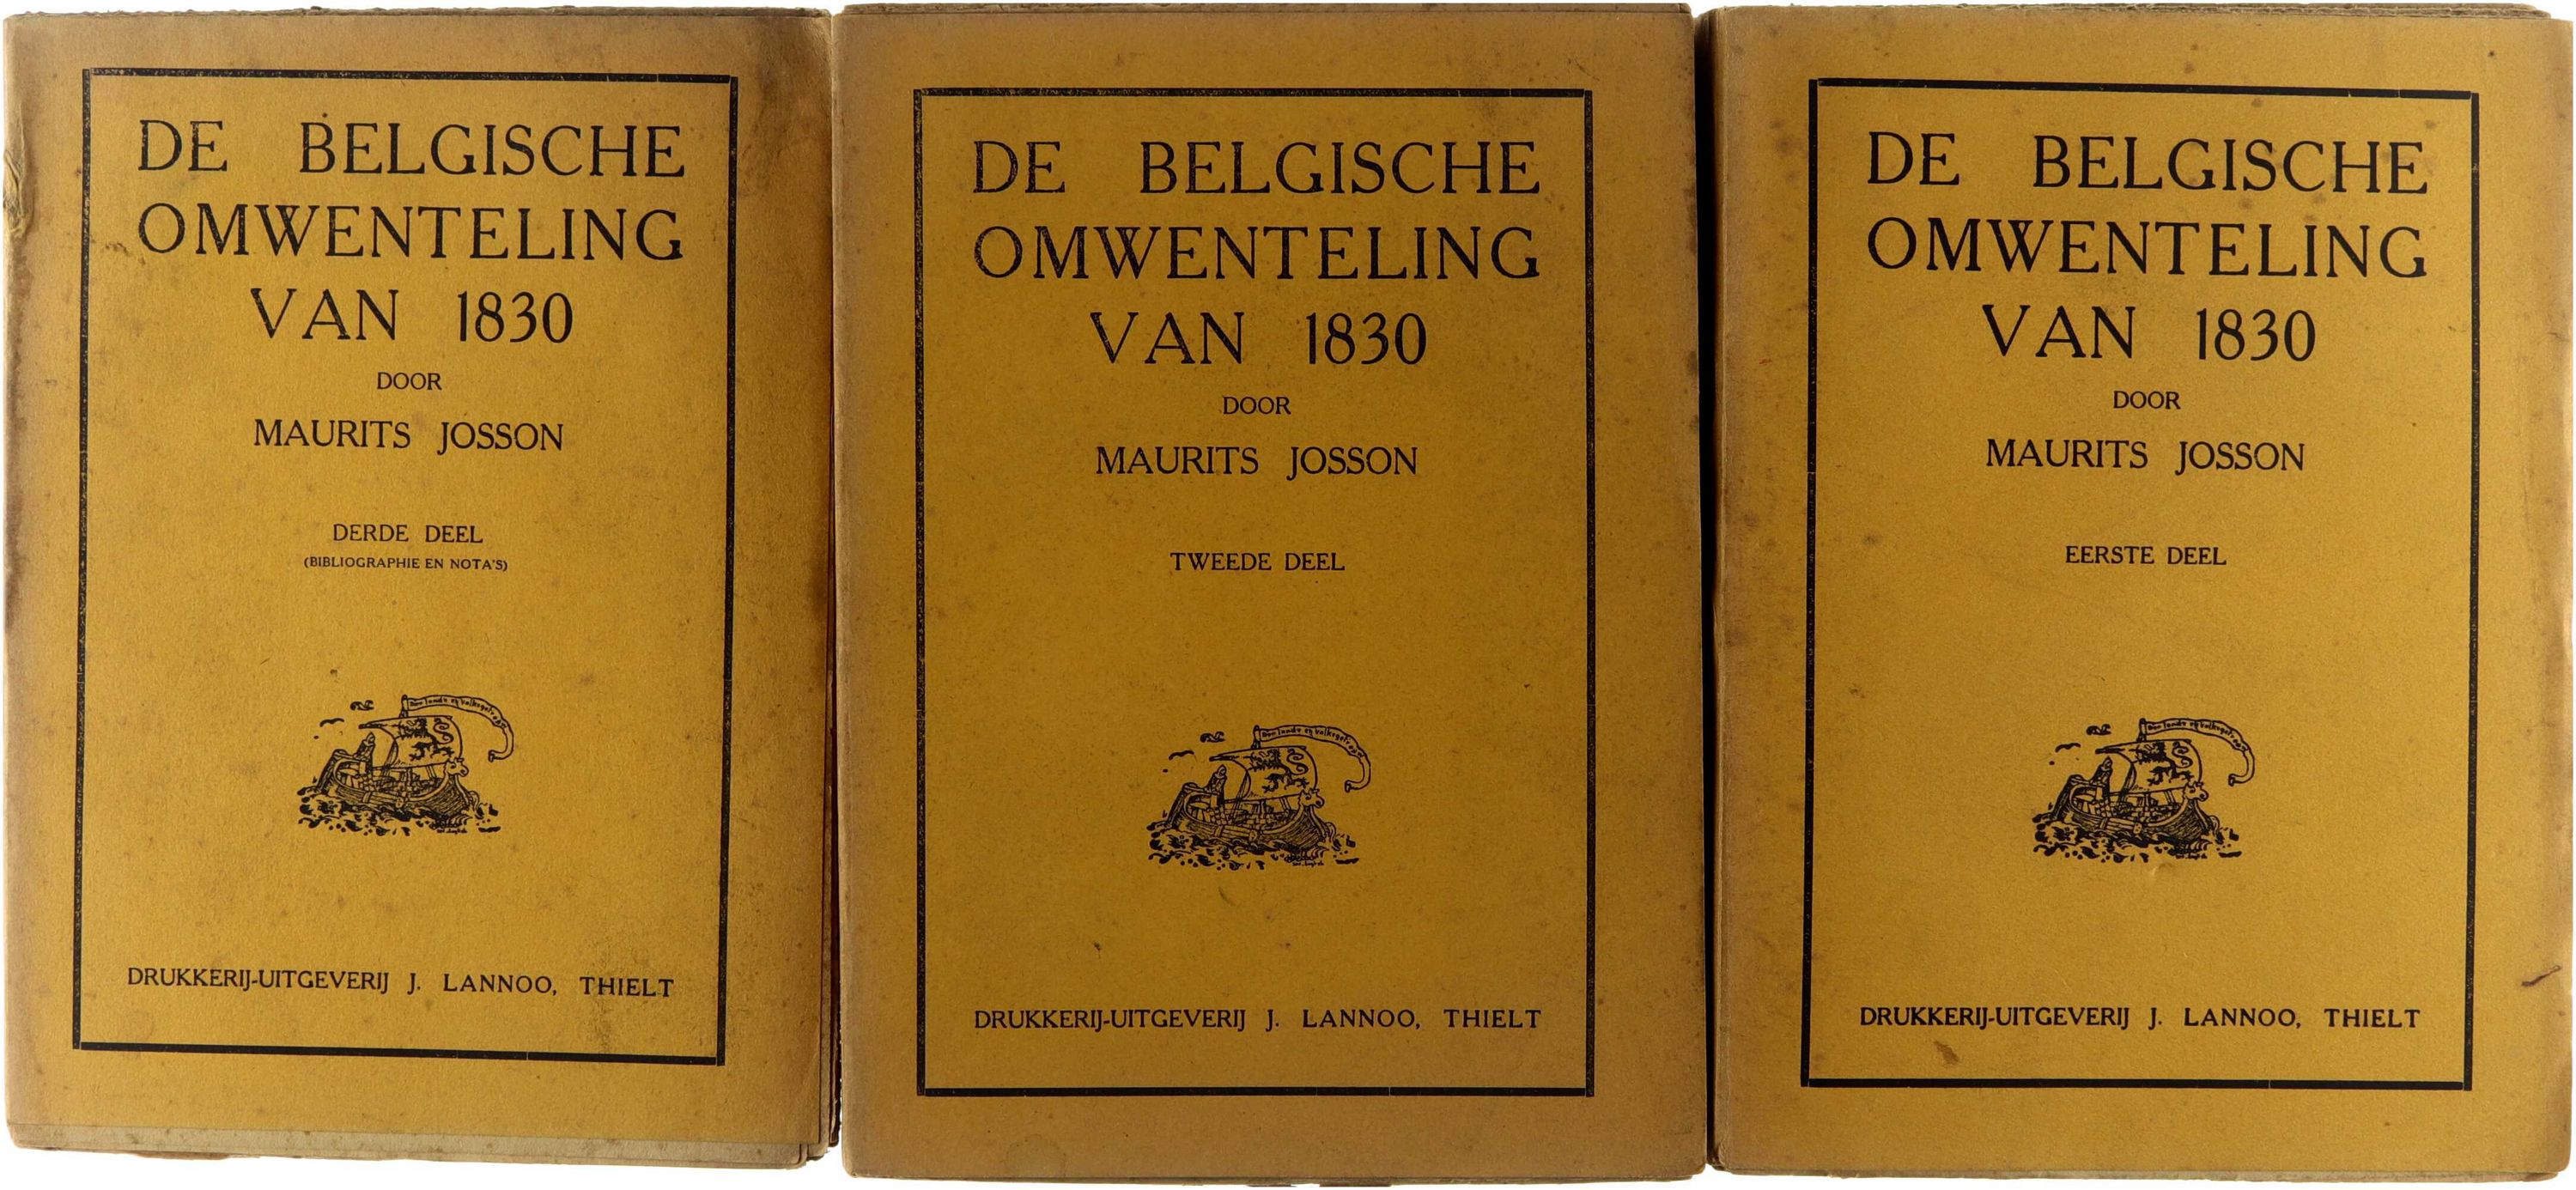 DE BELGISCHE
OMWENTELING
VAN 1830
DOOR
MAURITS JOSSON
DERDE DEEL
(BIBLIOGRAPHIE EN NOTA'S)
DRUKKERIJ-UITGEVERIJ J. LANNOO, THIELT
DE BELGISCHE
OMWENTELING
VAN 1830
DOOR
MAURITS JOSSON
TWEEDE DEEL
DRUKKERIJ-UITGEVERIJ J. LANNOO, THIELT
DE BELGISCHE
OMWENTELING
VAN 1830
DOOR
MAURITS JOSSON
EERSTE DEEL
DRUKKERIJ-UITGEVERIJ J. LANNOO, THIELT